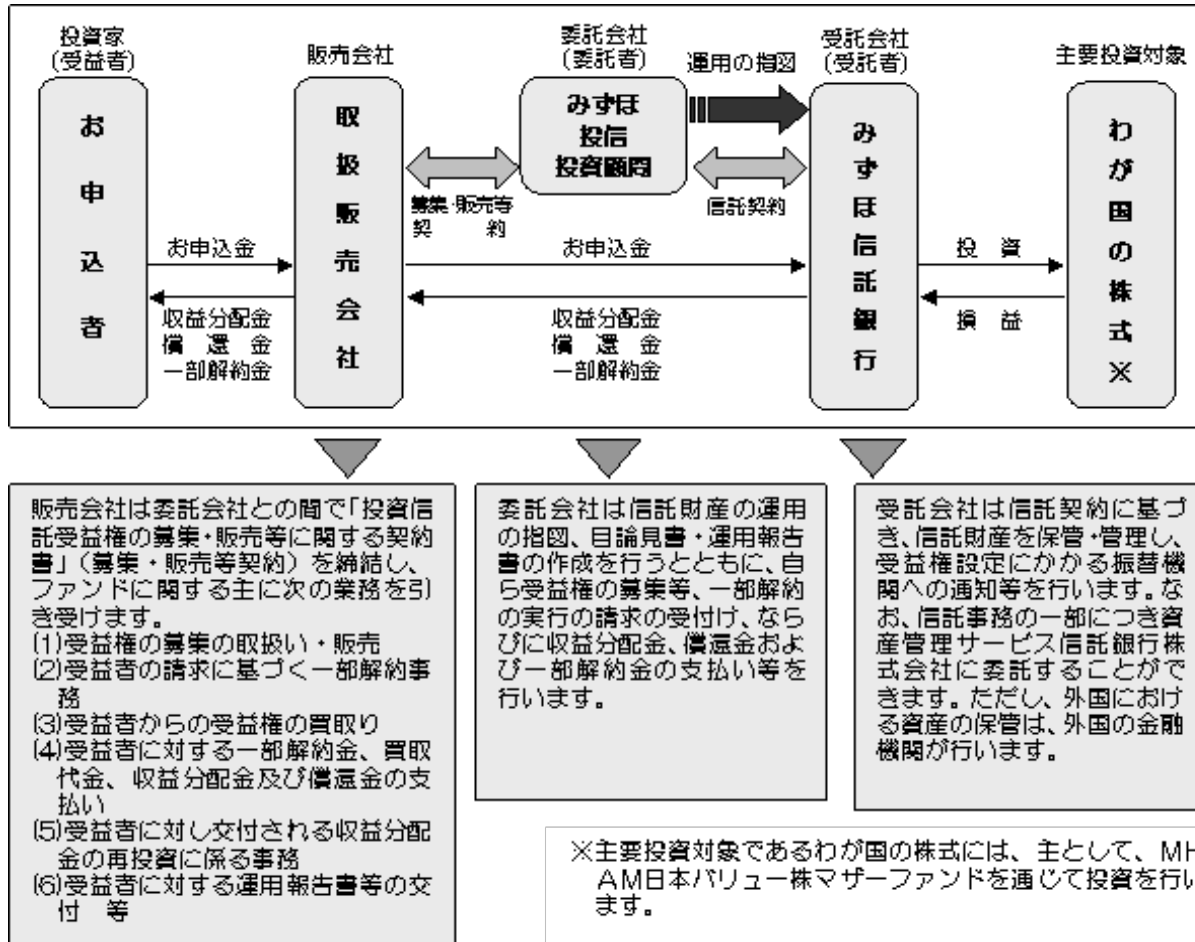 投資家
(受益者)
お申込者
販売会社
取扱販売会社
委託会社
(委託者)
みずほ
投信
投資顧問
運用の指図
受託会社
(受託者)
みずほ信託銀行
主要投資対象
わが国の株式※
募集・販売等
契　約
信託契約
お申込金
収益分配金
償　還　金
一部解約金
お申込金
収益分配金
償　還　金
一部解約金
投　資
損　益
販売会社は委託会社との間で「投資信
託受益権の募集・販売等に関する契約
書」（募集・販売等契約）を締結し、
ファンドに関する主に次の業務を引
き受けます。
(1)受益権の募集の取扱い・販売
(2)受益者の請求に基づく一部解約事
務
(3)受益者からの受益権の買取り
(4)受益者に対する一部解約金、買取
代金、収益分配金及び償還金の支
払い
(5)受益者に対し交付される収益分配
金の再投資に係る事務
(6)受益者に対する運用報告書等の交
付　等
委託会社は信託財産の運用
の指図、目論見書・運用報告
書の作成を行うとともに、自
ら受益権の募集等、一部解約
の実行の請求の受付け、なら
びに収益分配金、償還金およ
び一部解約金の支払い等を
行います。
受託会社は信託契約に基づ
き、信託財産を保管・管理し、
受益権設定にかかる振替機
関への通知等を行います。な
お、信託事務の一部につき資
産管理サービス信託銀行株
式会社に委託することがで
きます。ただし、外国におけ
る資産の保管は、外国の金融
機関が行います。
※主要投資対象であるわが国の株式には、主として、MH
AM日本バリュー株マザーファンドを通じて投資を行い
ます。